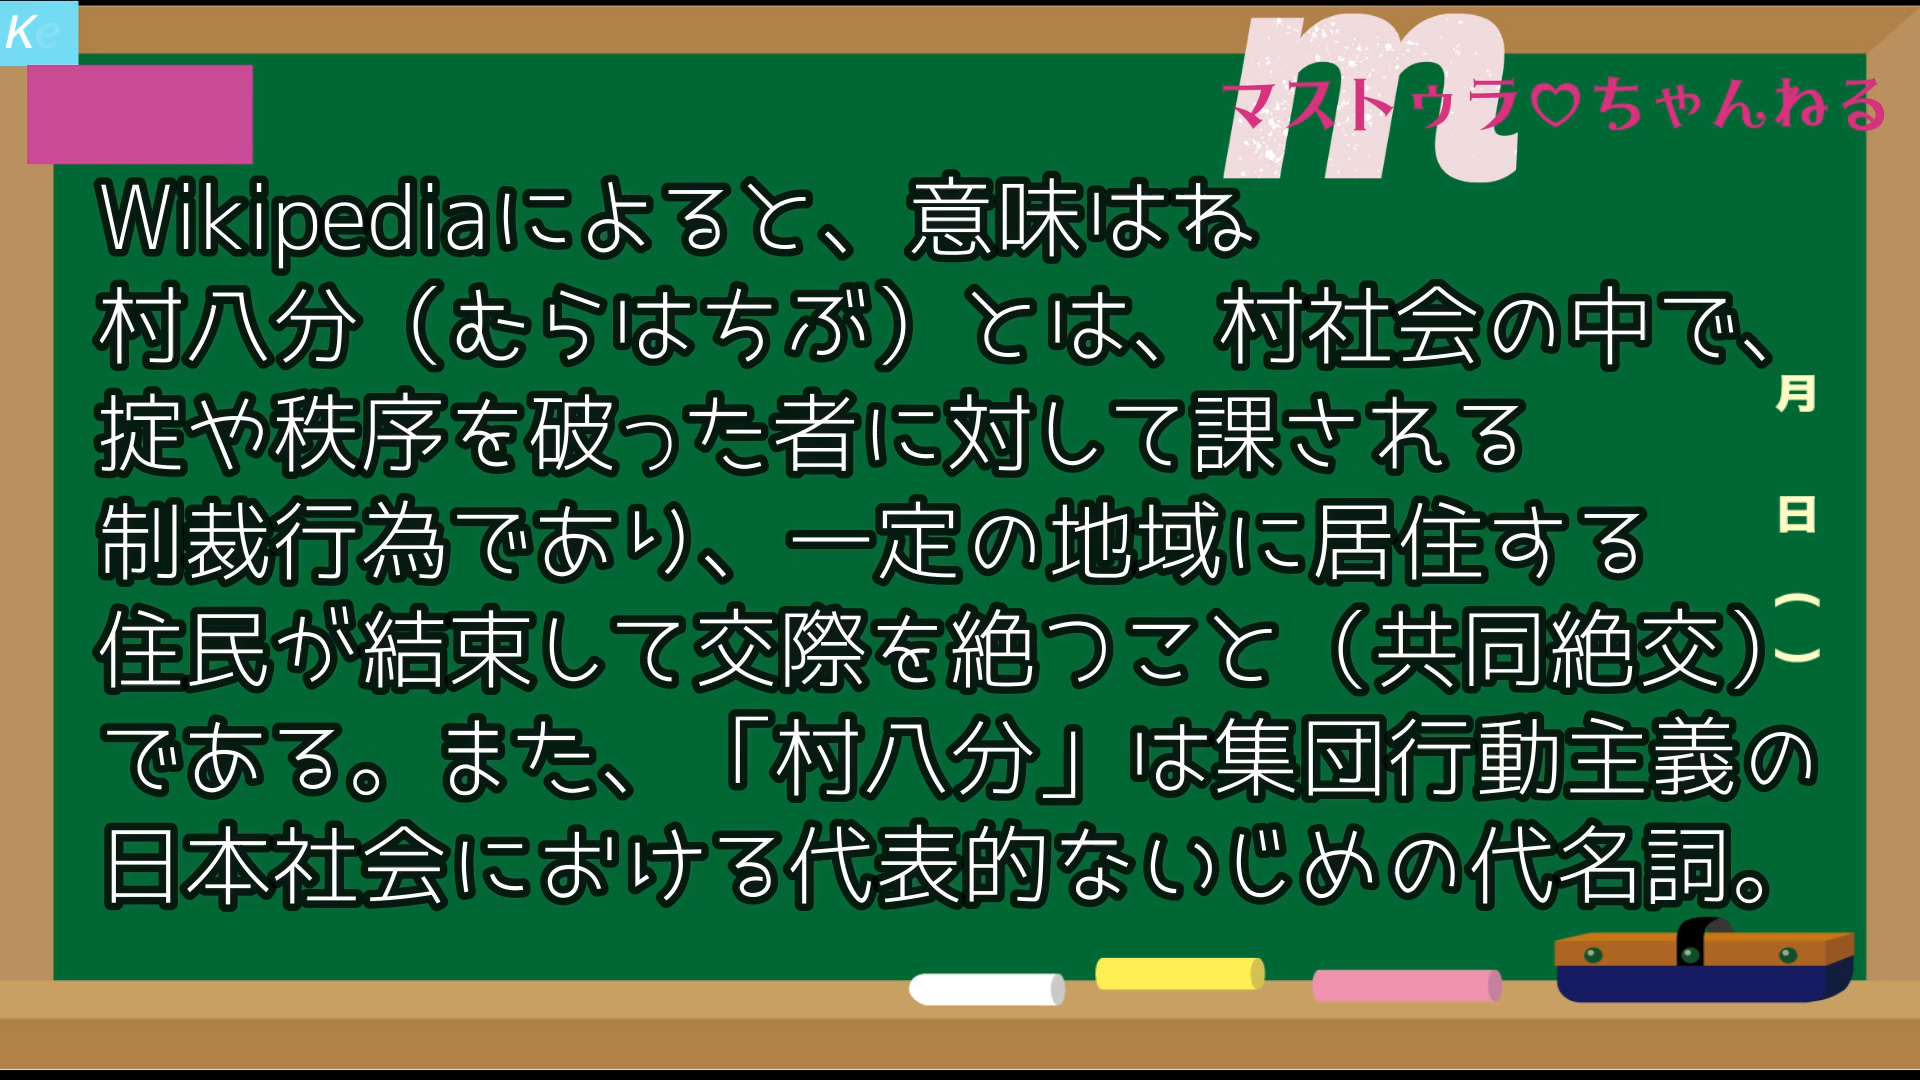 Ke
マストゥラ♡ちゃんねる
m
Wikipediaによると、意味はね
村八分（むらはちぶ）とは、村社会の中で、
掟や秩序を破った者に対して課される
制裁行為であり、一定の地域に居住する
住民が結束して交際を絶つこと（共同絶交）
である。また、「村八分」は集団行動主義の
日本社会における代表的ないじめの代名詞。
月
日
（）